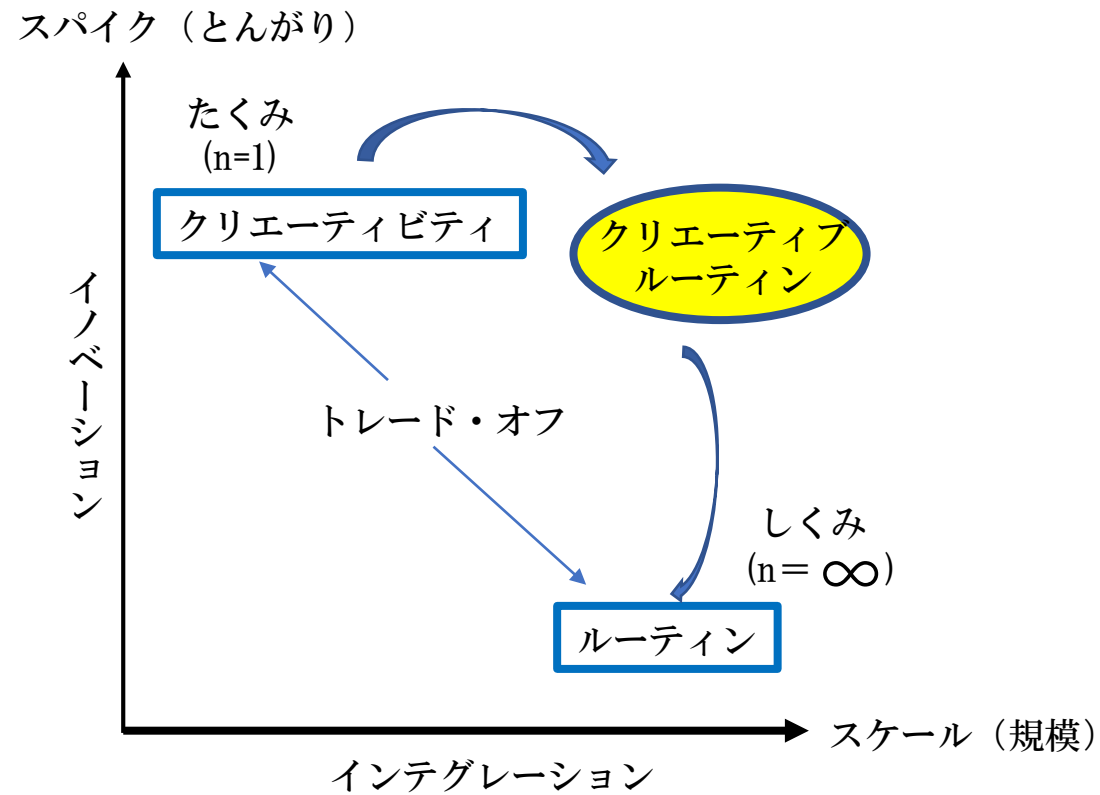 スパイク（とんがり）
たくみ
(n=1)
クリエーティビティ
クリエーティブ
ルーティン
イノベーション
トレード・オフ
しくみ
(n＝ ∞)
ルーティン
スケール（規模）
インテグレーション